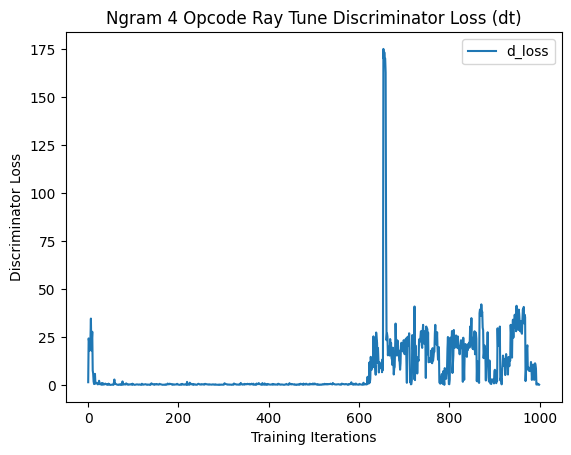 Ngram 4 Opcode Ray Tune Discriminator Loss (dt)
d_loss
175
150
125
100
75
50
25
0
Discriminator Loss
0 200 400 600 800 1000
Training Iterations